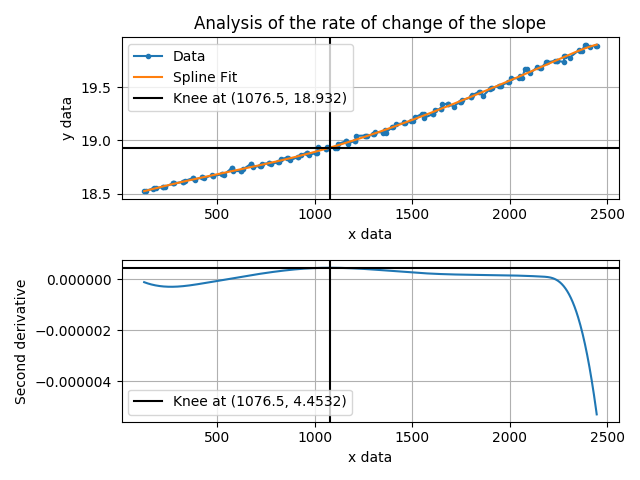 Analysis of the rate of change of the slope
Data
Spline Fit
Knee at (1076.5, 18.932)
19.5
19.0
18.5
y data
500 1000 1500 2000 2500
x data
0.000000
−0.000002
−0.000004
Second derivative
Knee at (1076.5, 4.4532)
500 1000 1500 2000 2500
x data